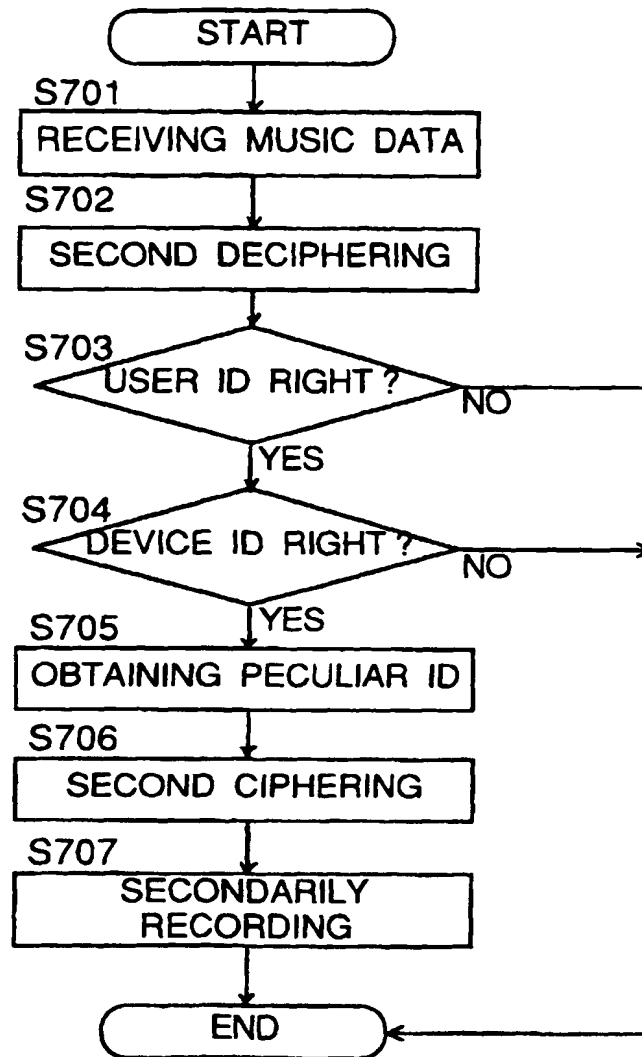 START
S701
RECEIVING MUSIC DATA
S702
SECOND DECIPHERING
S703
USER ID RIGHT?
NO
YES
S704
DEVICE ID RIGHT?
NO
YES
S705
OBTAINING PECULIAR ID
S706
SECOND CIPHERING
S707
SECONDARILY
RECORDING
END